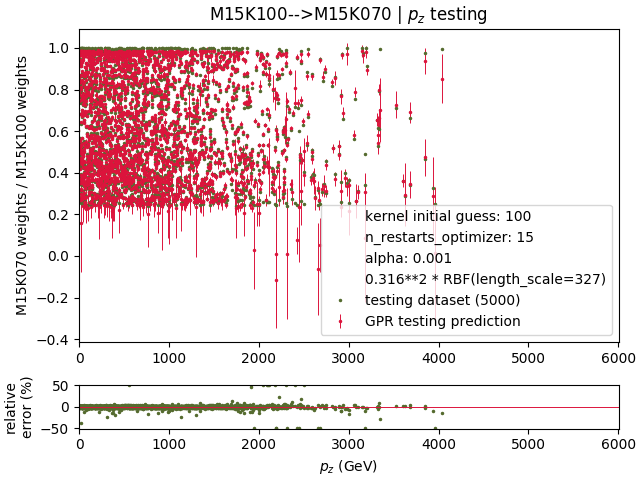 M15K100-->M15K070 | p_z testing
M15K070 weights / M15K100 weights
1.0
0.8
0.6
0.4
0.2
0.0
−0.2
−0.4
kernel initial guess: 100
n_restarts_optimizer: 15
alpha: 0.001
0.316**2 * RBF(length_scale=327)
testing dataset (5000)
GPR testing prediction
0 1000 2000 3000 4000 5000 6000
relative
error (%)
50
0
−50
0 1000 2000 3000 4000 5000 6000
p_z (GeV)